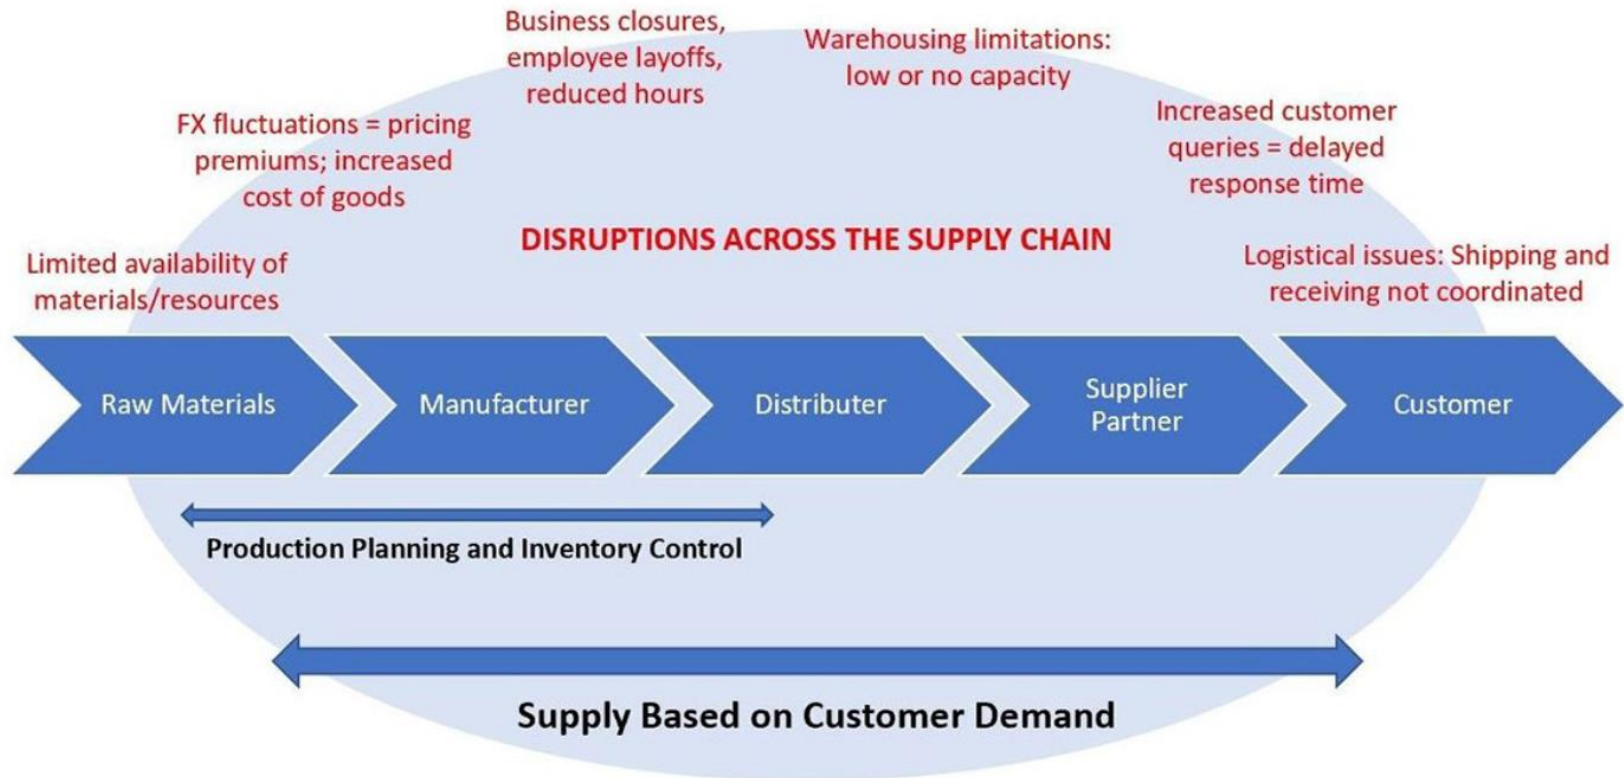 Business closures,
employee layoffs,
reduced hours
Warehousing limitations:
low or no capacity
FX fluctuations = pricing
premiums; increased
cost of goods
Increased customer
queries = delayed
response time
DISRUPTIONS ACROSS THE SUPPLY CHAIN
Limited availability of
materials/resources
Logistical issues: Shipping and
receiving not coordinated
Raw Materials
Manufacturer
Distributer
Supplier
Partner
Customer
Production Planning and Inventory Control
Supply Based on Customer Demand